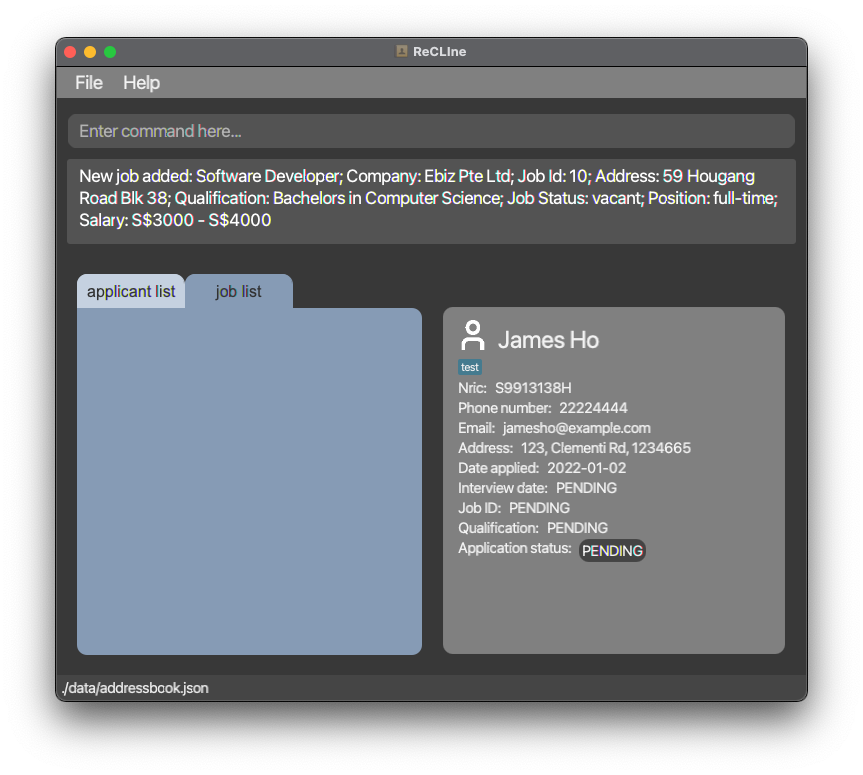 ReCLIne
File Help
Enter command here...
New job added: Software Developer; Company: Ebiz Pte Ltd; Job Id: 10; Address: 59 Hougang
Road Blk 38; Qualification: Bachelors in Computer Science; Job Status: vacant; Position: full-time;
Salary: S$3000 - S$4000
applicant list job list
James Ho
test
Nric: S9913138H
Phone number: 22224444
Email: jamesho@example.com
Address: 123, Clementi Rd, 1234665
Date applied: 2022-01-02
Interview date: PENDING
Job ID: PENDING
Qualification: PENDING
Application status: PENDING
./data/addressbook.json